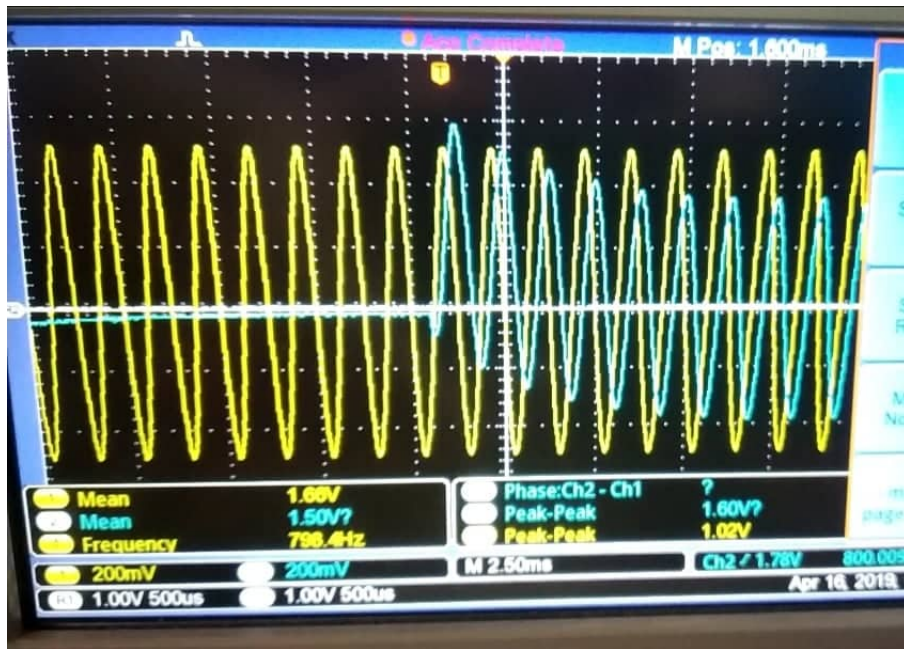 Acq Complete M Pos: 1.600ms
T
Mean 1.66V
Mean 1.50V?
Frequency 798.4Hz
Phase:Ch2 - Ch1 ?
Peak-Peak 1.60V?
Peak-Peak 1.02V
200mV 200mV M 2.50ms Ch2 / 1.78V
R1 1.00V 500us 1.00V 500us Apr 16, 2019,